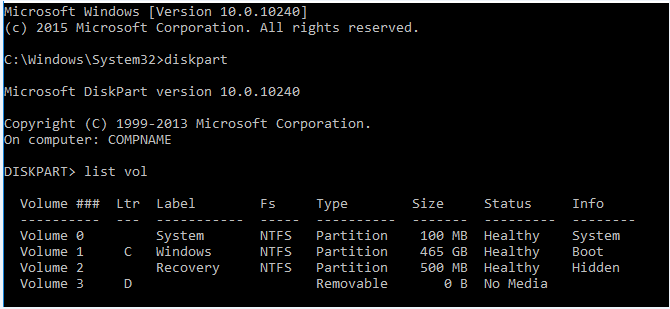 Microsoft Windows [Version 10.0.10240]
(c) 2015 Microsoft Corporation. All rights reserved.
C:\Windows\System32>diskpart
Microsoft DiskPart version 10.0.10240
Copyright (C) 1999-2013 Microsoft Corporation.
On computer: COMPNAME
DISKPART> list vol
  Volume ###  Ltr  Label        Fs     Type        Size     Status     Info
  ----------  ---  -----------  -----  ----------  -------  ---------  --------
  Volume 0         System       NTFS   Partition    100 MB  Healthy    System
  Volume 1     C   Windows      NTFS   Partition    465 GB  Healthy    Boot
  Volume 2         Recovery     NTFS   Partition    500 MB  Healthy    Hidden
  Volume 3     D                       Removable       0 B  No Media